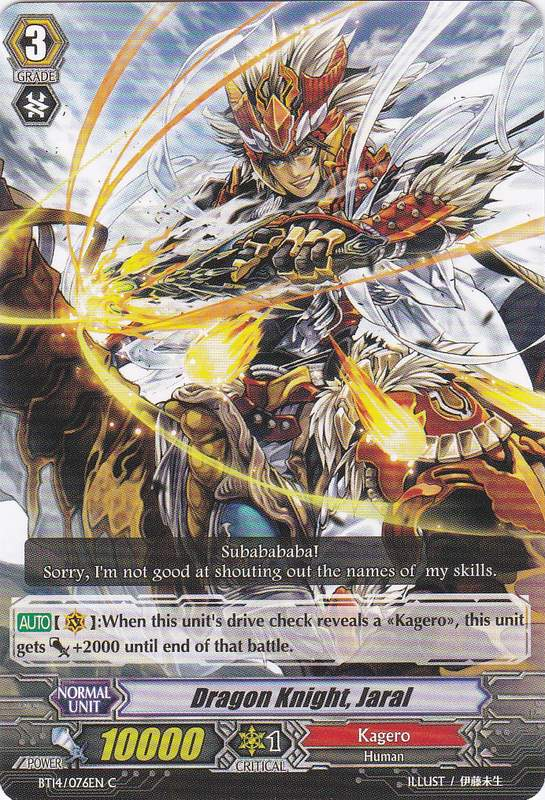 3
GRADE
Subabababa!
Sorry, I'm not good at shouting out the names of my skills.
AUTO【 】:When this unit's drive check reveals a «Kagero», this unit
gets +2000 until end of that battle.
NORMAL
UNIT
Dragon Knight, Jaral
POWER
10000
1
CRITICAL
Kagero
Human
BT14/076EN C
ILLUST / 伊藤未生